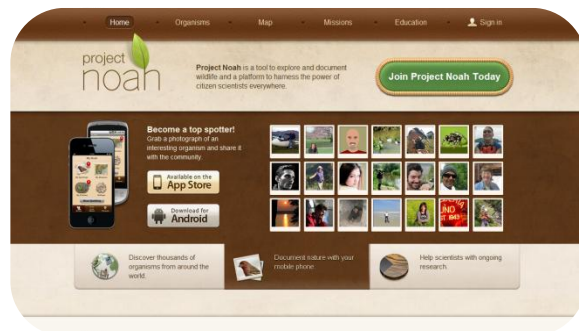 Home
Organisms
Map
Missions
Education
Sign in
project
noah
Project Noah is a tool to explore and document
wildlife and a platform to harness the power of
citizen scientists everywhere.
Join Project Noah Today
Become a top spotter!
Grab a photograph of an
interesting organism and share it
with the community.
Available on the
App Store
Download for
Android
Discover thousands of
organisms from around the
world.
Document nature with your
mobile phone.
Help scientists with ongoing
research.